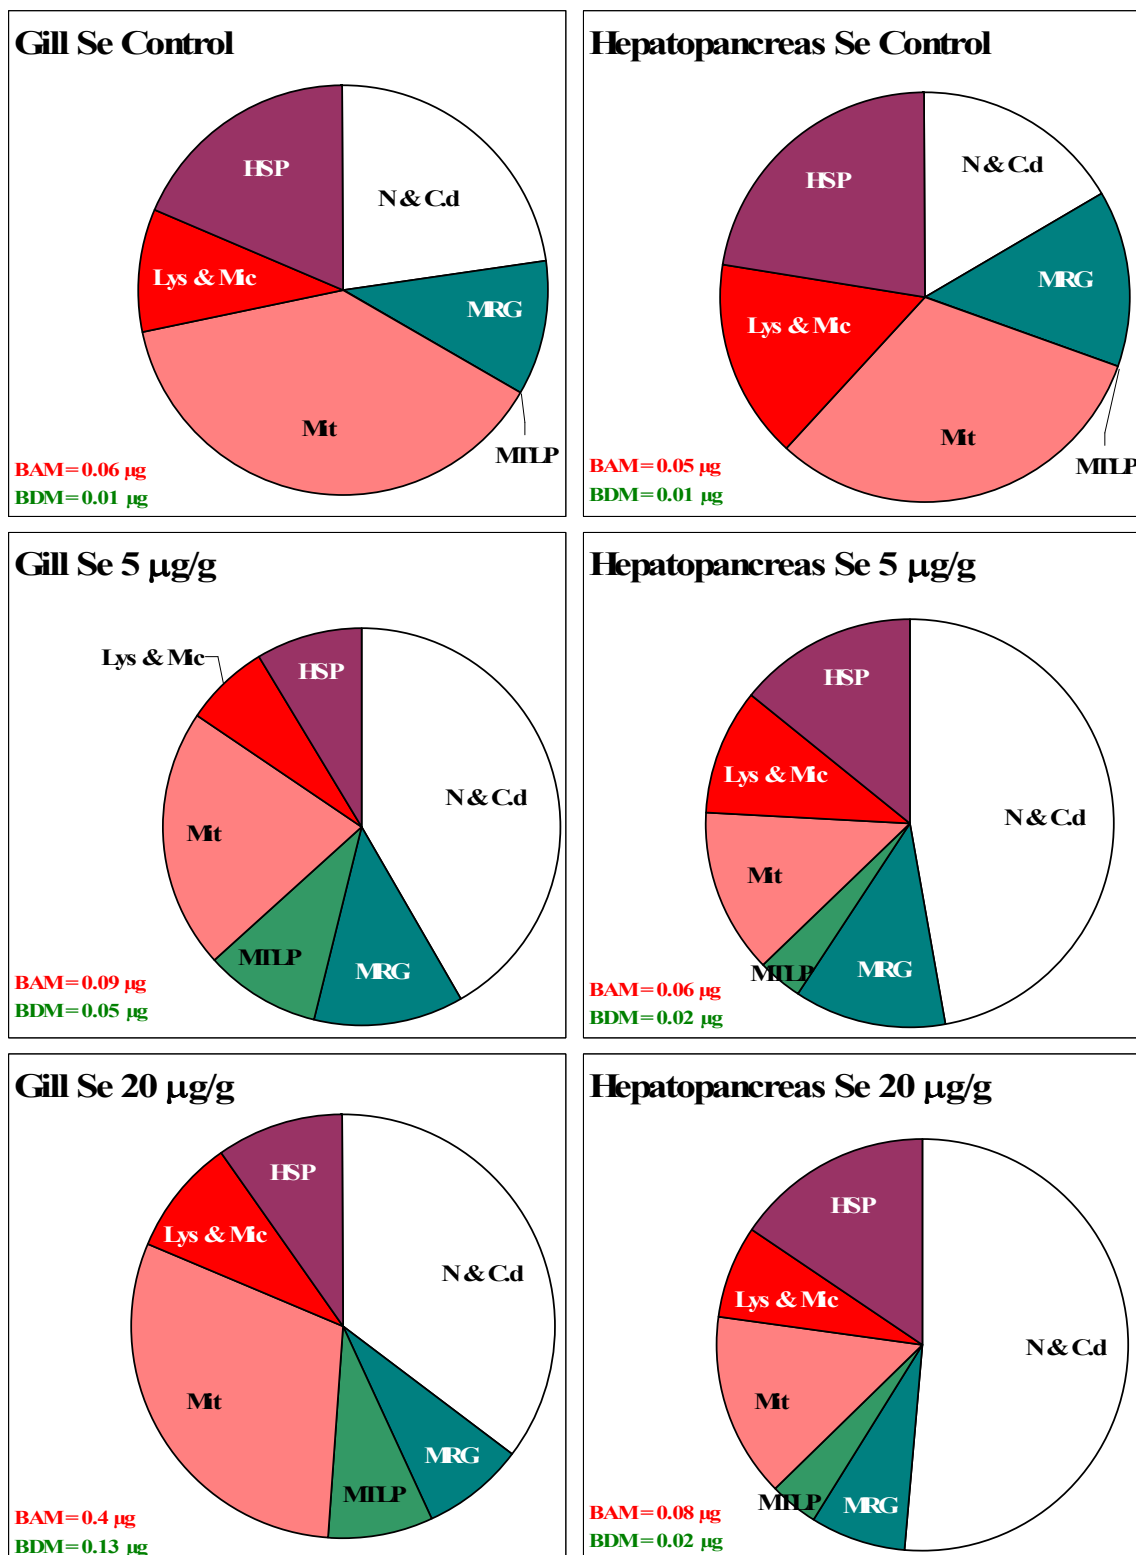 Gill Se Control
HSP
N & C.d
Lys & Mic
MRG
Mit
MTLP
BAM = 0.06 µg
BDM = 0.01 µg
Hepatopancreas Se Control
HSP
N & C.d
MRG
Lys & Mic
Mit
MTLP
BAM = 0.05 µg
BDM = 0.01 µg
Gill Se 5 µg/g
Lys & Mic
HSP
N & C.d
Mit
MTLP
MRG
BAM = 0.09 µg
BDM = 0.05 µg
Hepatopancreas Se 5 µg/g
HSP
Lys & Mic
N & C.d
Mit
MTLP
MRG
BAM = 0.06 µg
BDM = 0.02 µg
Gill Se 20 µg/g
HSP
Lys & Mic
N & C.d
Mit
MRG
MTLP
BAM = 0.4 µg
BDM = 0.13 µg
Hepatopancreas Se 20 µg/g
HSP
Lys & Mic
N & C.d
Mit
MTLP
MRG
BAM = 0.08 µg
BDM = 0.02 µg